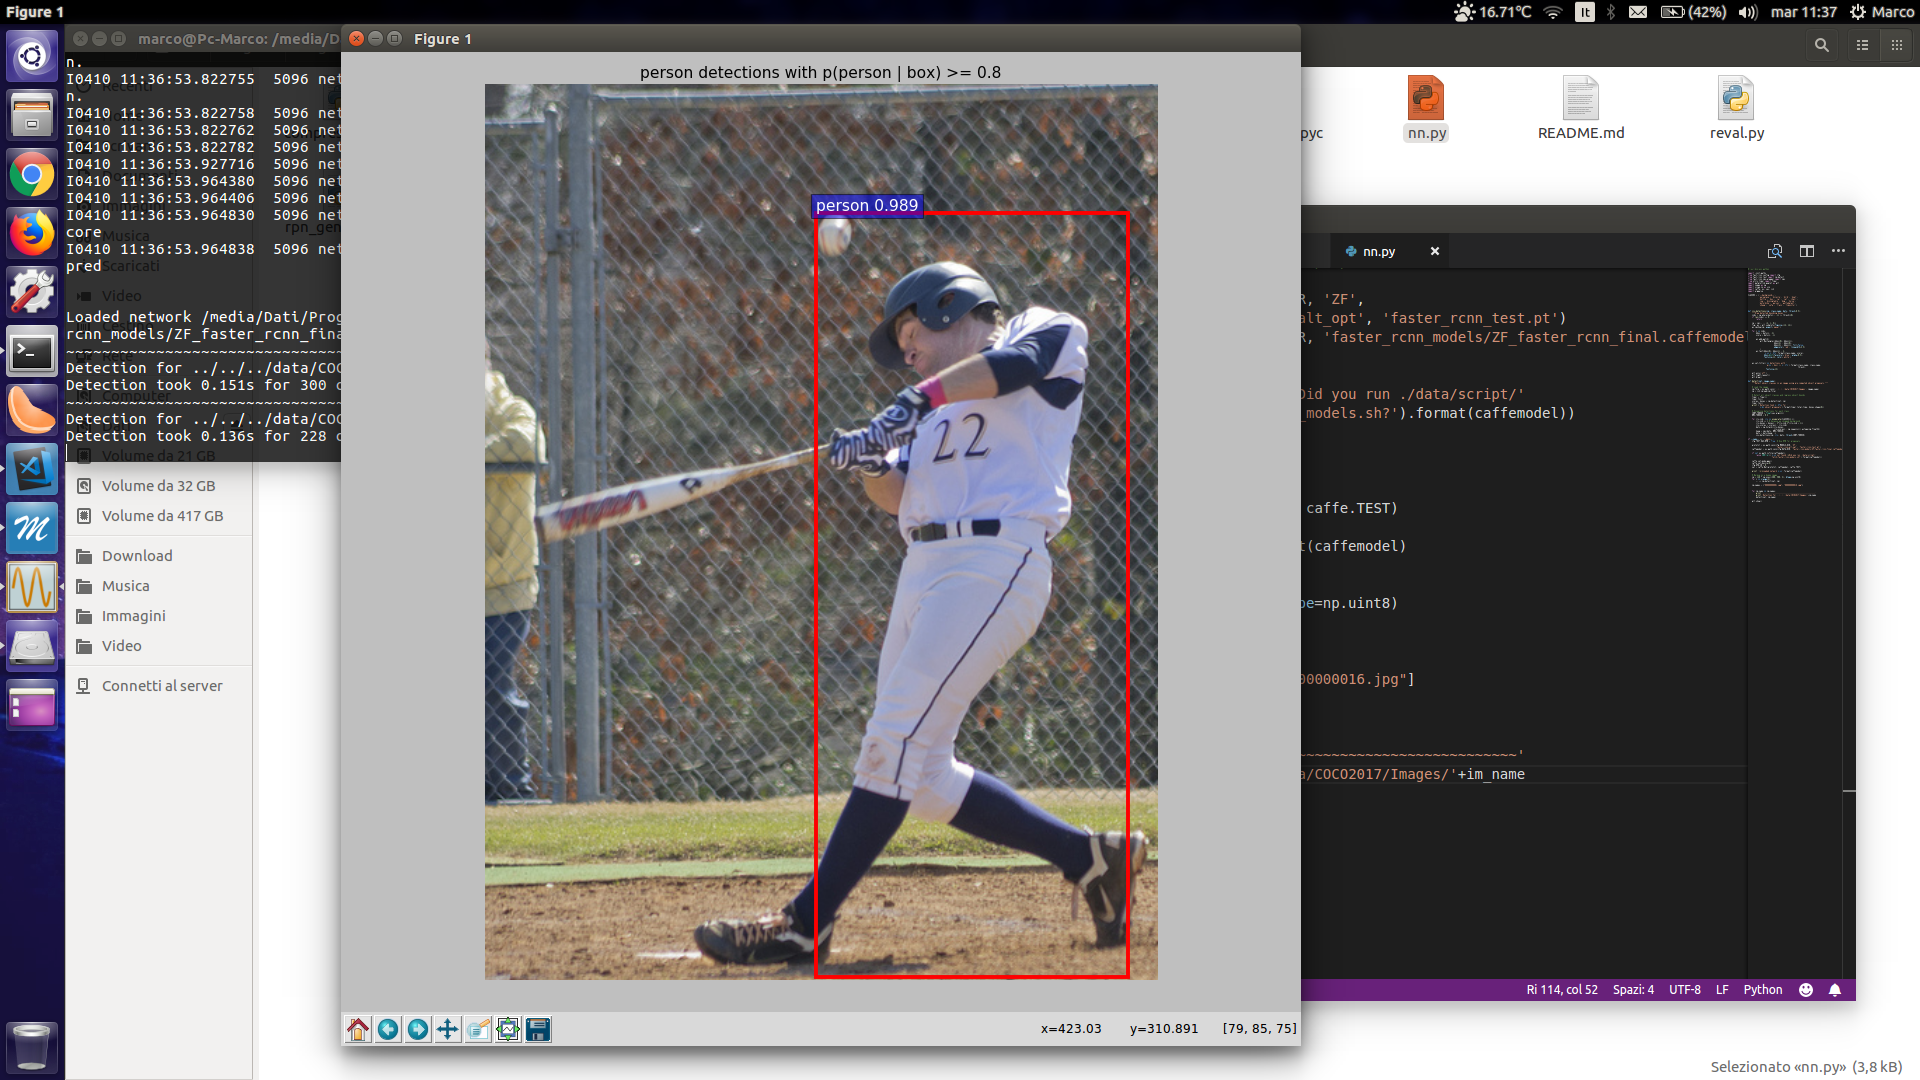 Figure 1
16.71°C
It
(42%)
mar 11:37
Marco
marco@Pc-Marco: /media/D
n.
I0410 11:36:53.822755 5096 net
n.
I0410 11:36:53.822758 5096 net
I0410 11:36:53.822762 5096 net
I0410 11:36:53.822782 5096 net
I0410 11:36:53.927716 5096 net
I0410 11:36:53.964380 5096 net
I0410 11:36:53.964406 5096 net
I0410 11:36:53.964830 5096 net
core
I0410 11:36:53.964838 5096 net
pred
Loaded network /media/Dati/Prog
rcnn_models/ZF_faster_rcnn_fina
~~~~~~~~~~~~~~~~~~~~~~~~~~~~~~~
Detection for ../../../data/COC
Detection took 0.151s for 300 o
~~~~~~~~~~~~~~~~~~~~~~~~~~~~~~~
Detection for ../../../data/COC
Detection took 0.136s for 228 o
Recenti
Musica
Scaricati
Video
Computer
Volume da 21 GB
Volume da 32 GB
Volume da 417 GB
Download
Musica
Immagini
Video
Connetti al server
rpn_gen
Figure 1
person detections with p(person | box) >= 0.8
person 0.989
22
x=423.03 y=310.891 [79, 85, 75]
pyc
nn.py
README.md
reval.py
nn.py
R, 'ZF',
alt_opt', 'faster_rcnn_test.pt')
R, 'faster_rcnn_models/ZF_faster_rcnn_final.caffemodel
Did you run ./data/script/'
_models.sh?').format(caffemodel))
caffe.TEST)
t(caffemodel)
pe=np.uint8)
00000016.jpg"]
~~~~~~~~~~~~~~~~~~~~~~~~~~'
a/COCO2017/Images/'+im_name
Ri 114, col 52
Spazi: 4
UTF-8
LF
Python
Selezionato «nn.py» (3,8 kB)